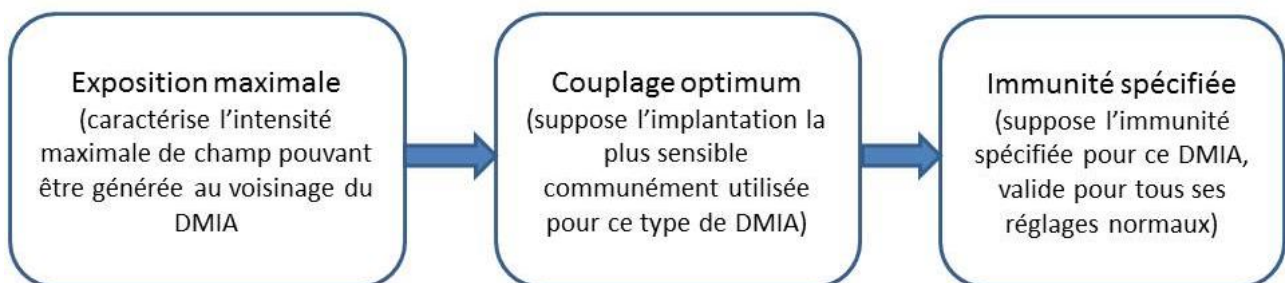 Exposition maximale
(caractérise l’intensité
maximale de champ pouvant
être générée au voisinage du
DMIA
Couplage optimum
(suppose l’implantation la
plus sensible
communément utilisée
pour ce type de DMIA)
Immunité spécifiée
(suppose l’immunité
spécifiée pour ce DMIA,
valide pour tous ses
réglages normaux)